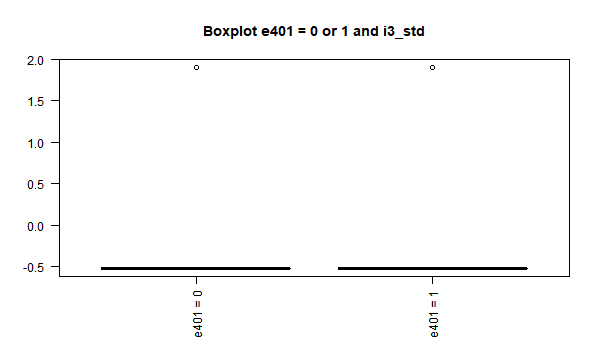 Boxplot e401 = 0 or 1 and i3_std
2.0
1.5
1.0
0.5
0.0
-0.5
e401 = 0
e401 = 1